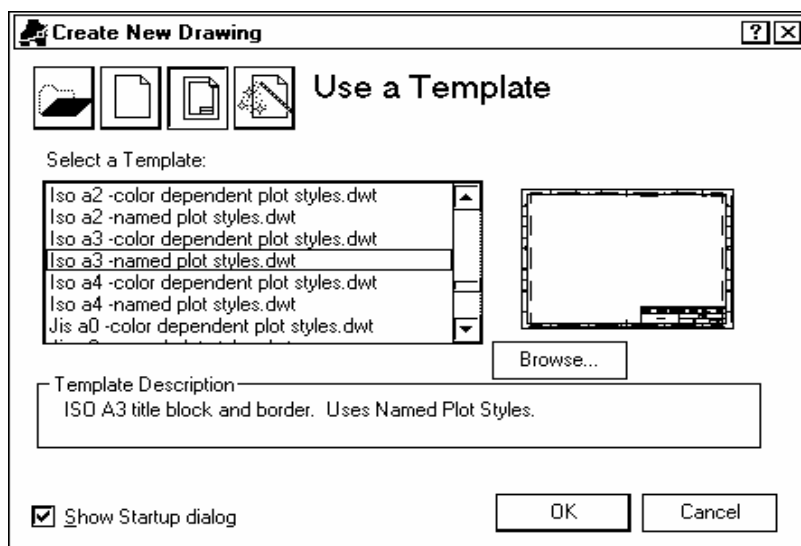 Create New Drawing
Use a Template
Select a Template:
Iso a2 -color dependent plot styles.dwt
Iso a2 -named plot styles.dwt
Iso a3 -color dependent plot styles.dwt
Iso a3 -named plot styles.dwt
Iso a4 -color dependent plot styles.dwt
Iso a4 -named plot styles.dwt
Jis a0 -color dependent plot styles.dwt
Browse...
Template Description
ISO A3 title block and border. Uses Named Plot Styles.
Show Startup dialog
OK
Cancel